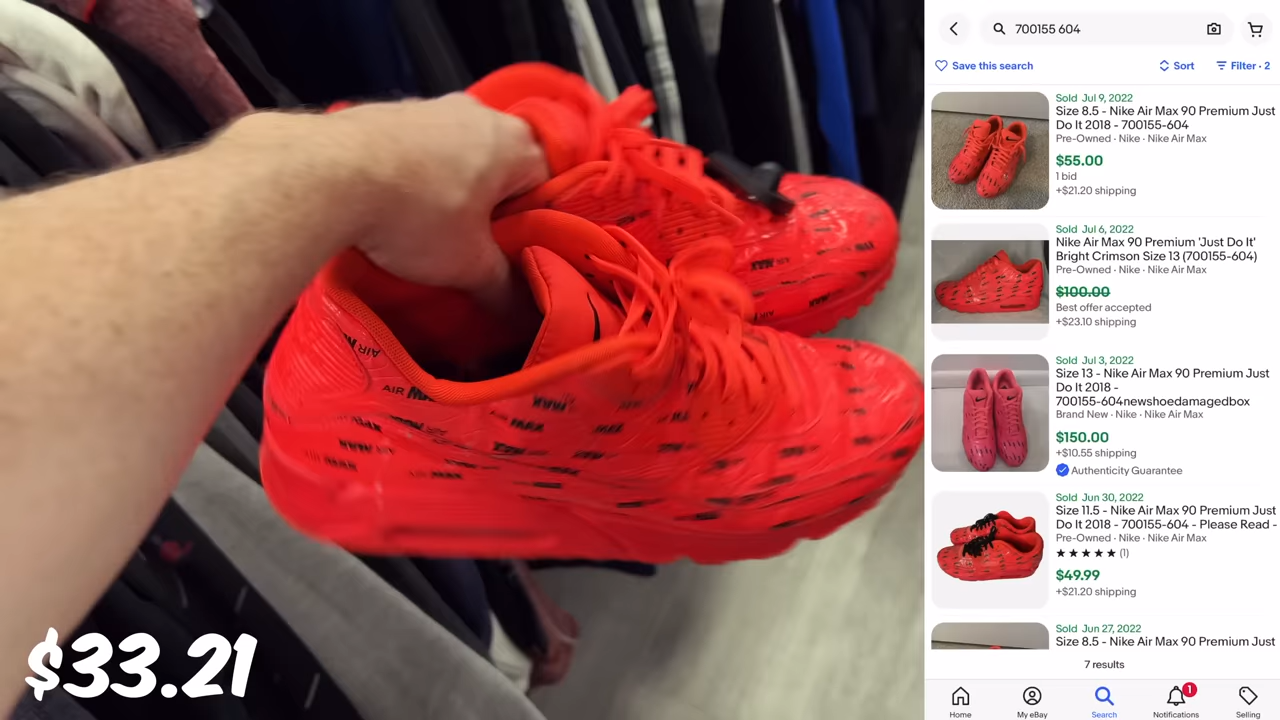 700155 604
Save this search
Sort
Filter · 2
Sold Jul 9, 2022
Size 8.5 - Nike Air Max 90 Premium Just
Do It 2018 - 700155-604
Pre-Owned · Nike · Nike Air Max
$55.00
1 bid
+$21.20 shipping
Sold Jul 6, 2022
Nike Air Max 90 Premium 'Just Do It'
Bright Crimson Size 13 (700155-604)
Pre-Owned · Nike · Nike Air Max
$100.00
Best offer accepted
+$23.10 shipping
Sold Jul 3, 2022
Size 13 - Nike Air Max 90 Premium Just
Do It 2018 -
700155-604newshoedamagedbox
Brand New · Nike · Nike Air Max
$150.00
+$10.55 shipping
Authenticity Guarantee
Sold Jun 30, 2022
Size 11.5 - Nike Air Max 90 Premium Just
Do It 2018 - 700155-604 - Please Read -
Pre-Owned · Nike · Nike Air Max
★★★★★ (1)
$49.99
+$21.20 shipping
Sold Jun 27, 2022
Size 8.5 - Nike Air Max 90 Premium Just
7 results
1
Home
My eBay
Search
Notifications
Selling
AIR
$33.21